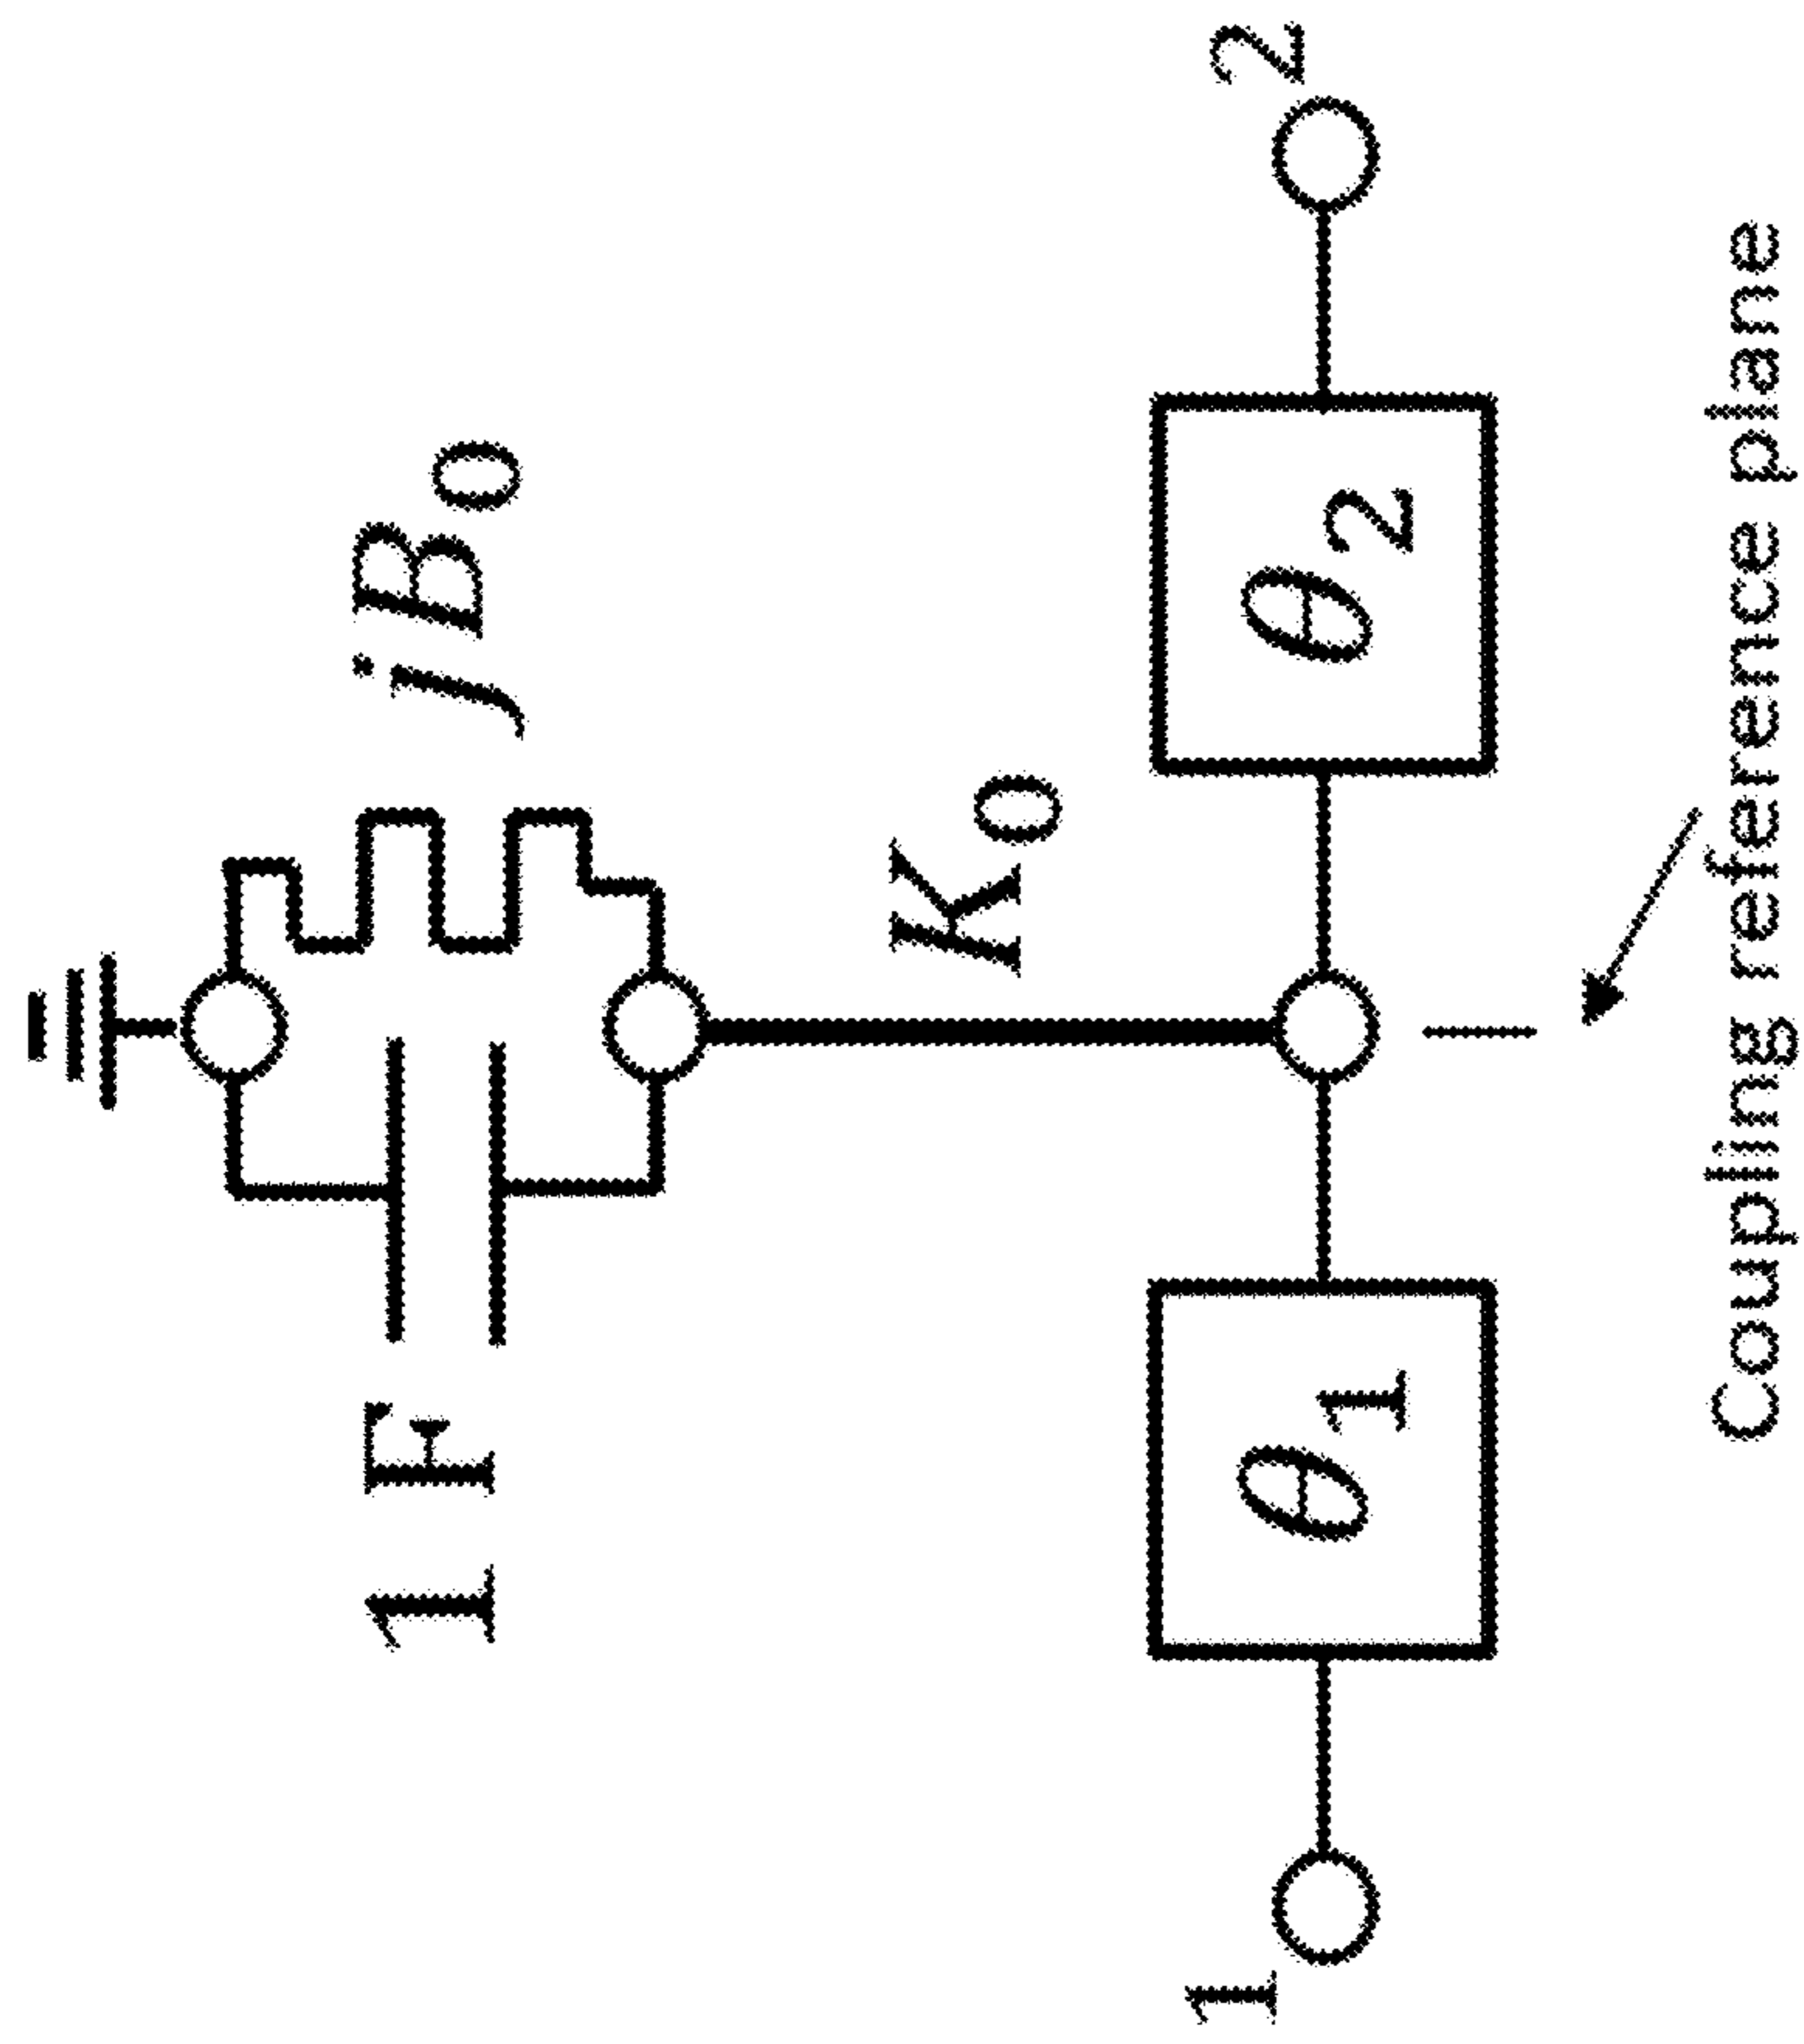 1 F
jB₀
K₀
1
2
θ₁
θ₂
Coupling reference plane